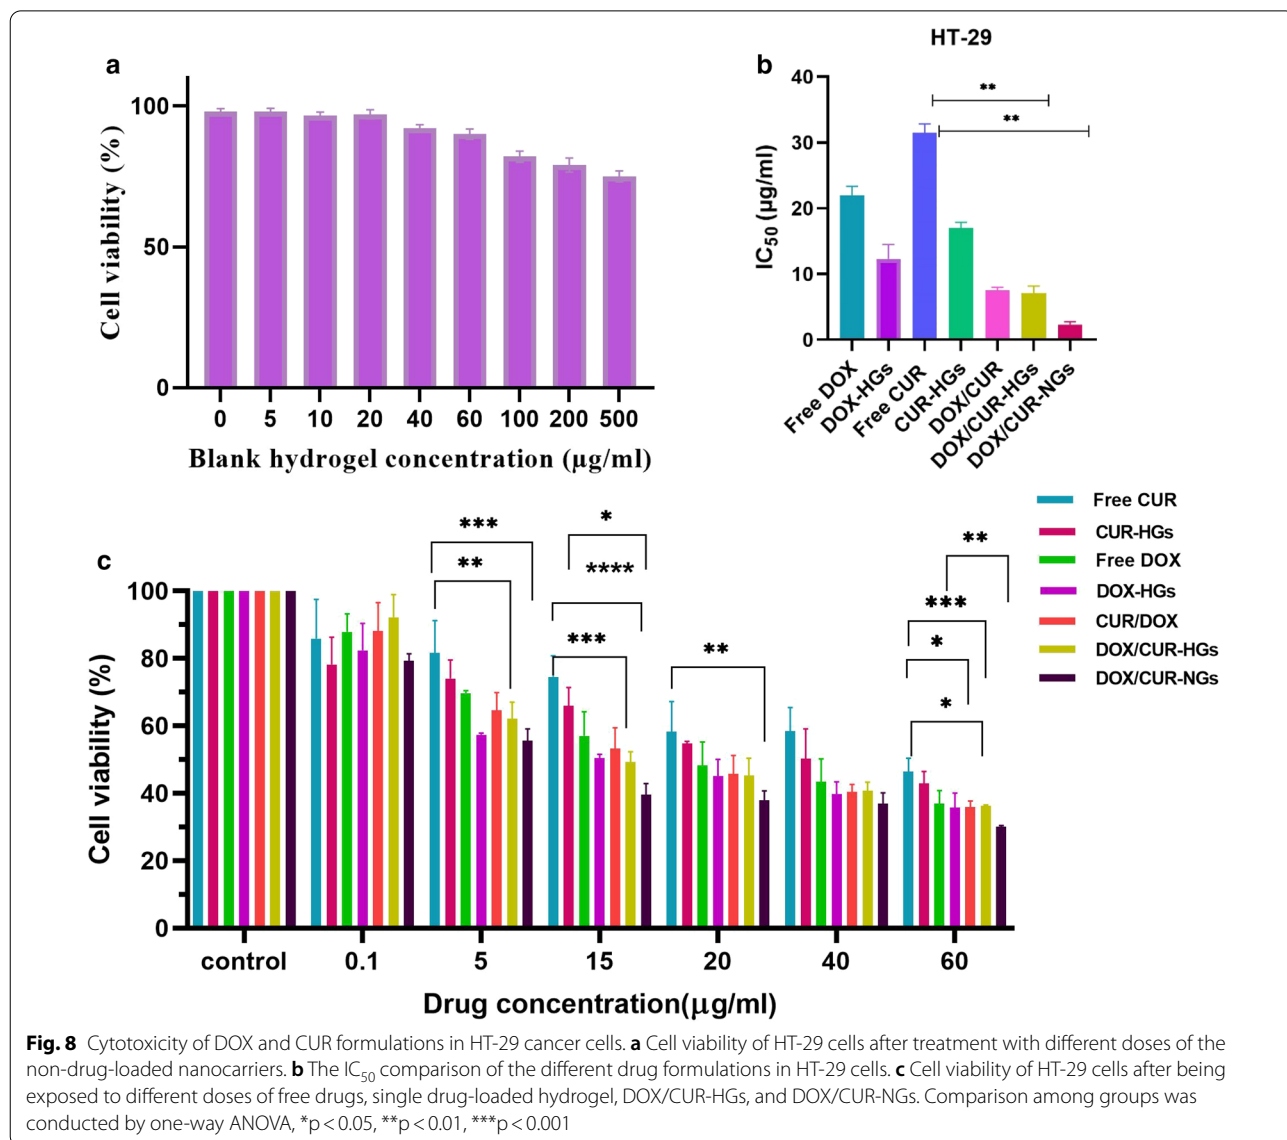 a
100
50
0
Cell viability (%)
0 5 10 20 40 60 100 200 500
Blank hydrogel concentration (µg/ml)
HT-29
b
40
30
20
10
0
IC50 (µg/ml)
**
**
Free DOX
DOX-HGs
Free CUR
CUR-HGs
DOX/CUR
DOX/CUR-HGs
DOX/CUR-NGs
c
100
80
60
40
20
0
Cell viability (%)
***
**
*
****
***
**
**
***
*
*
control 0.1 5 15 20 40 60
Drug concentration(µg/ml)
Free CUR
CUR-HGs
Free DOX
DOX-HGs
CUR/DOX
DOX/CUR-HGs
DOX/CUR-NGs
Fig. 8 Cytotoxicity of DOX and CUR formulations in HT-29 cancer cells. a Cell viability of HT-29 cells after treatment with different doses of the
non-drug-loaded nanocarriers. b The IC50 comparison of the different drug formulations in HT-29 cells. c Cell viability of HT-29 cells after being
exposed to different doses of free drugs, single drug-loaded hydrogel, DOX/CUR-HGs, and DOX/CUR-NGs. Comparison among groups was
conducted by one-way ANOVA, *p < 0.05, **p < 0.01, ***p < 0.001